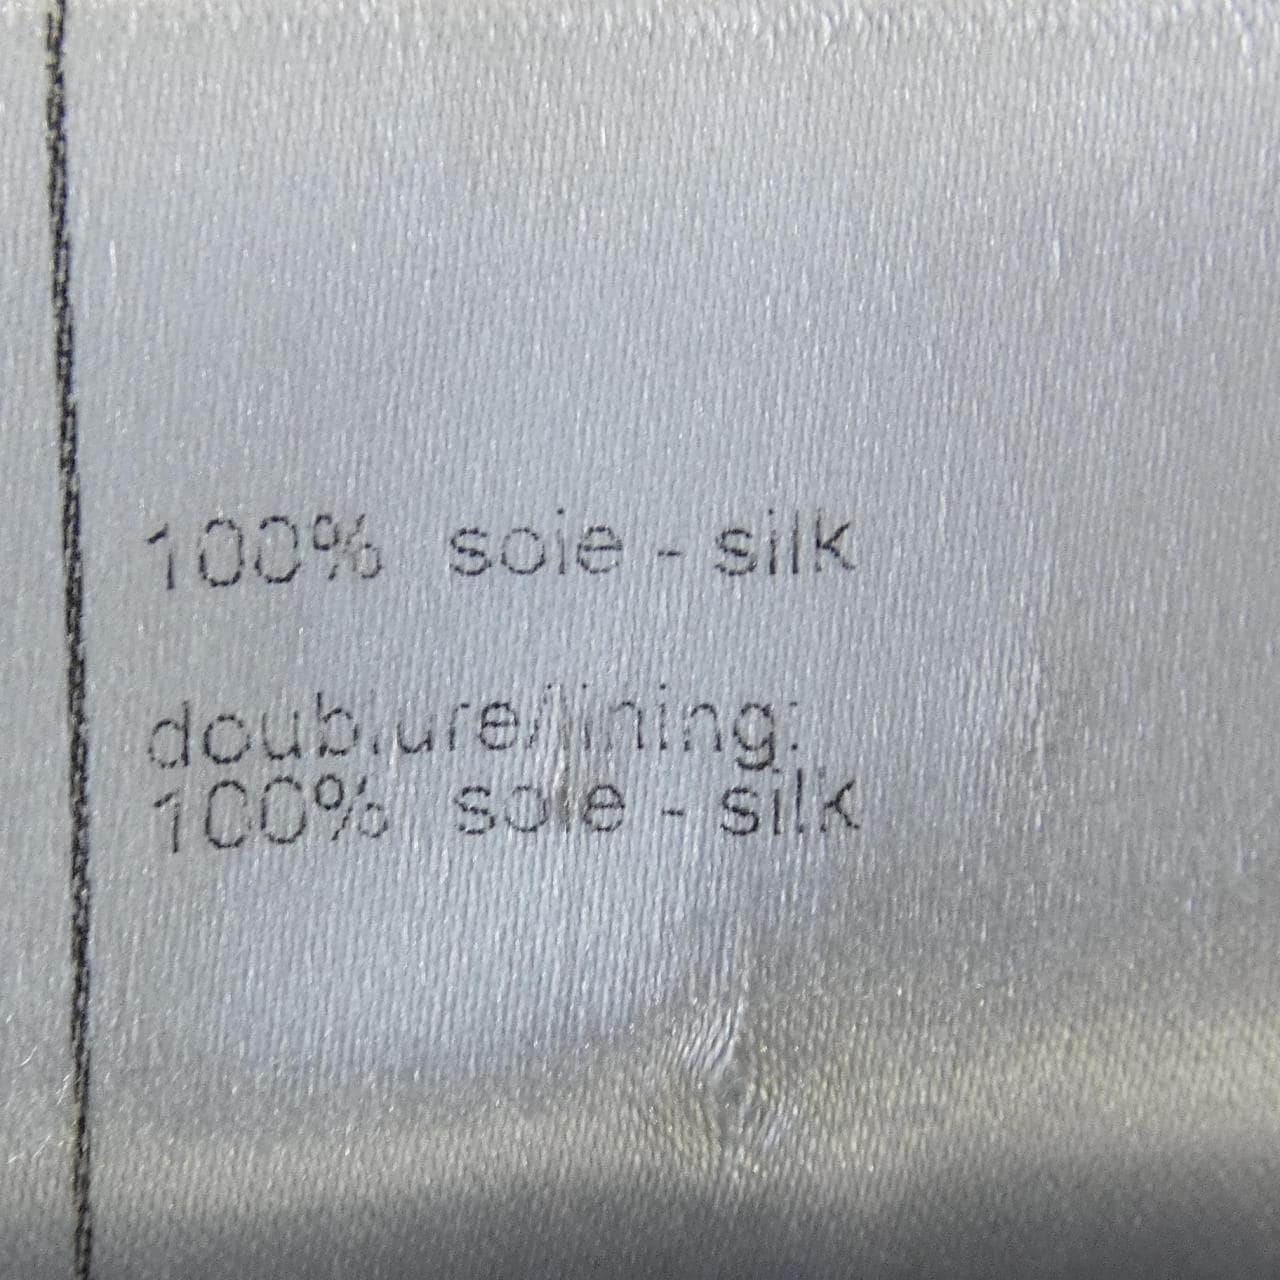 100% soie - silk
doublure/lining:
100% soie - silk